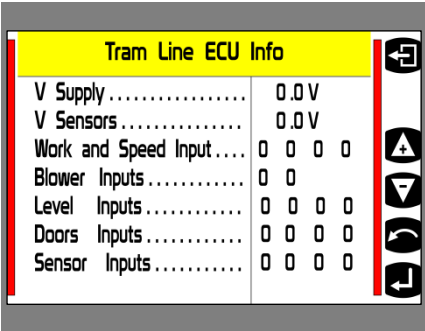 Tram Line ECU Info
V Supply................. 0.0 V
V Sensors............... 0.0 V
Work and Speed Input.... 0 0 0 0
Blower Inputs............ 0 0
Level Inputs............ 0 0 0 0
Doors Inputs............ 0 0 0 0
Sensor Inputs........... 0 0 0 0